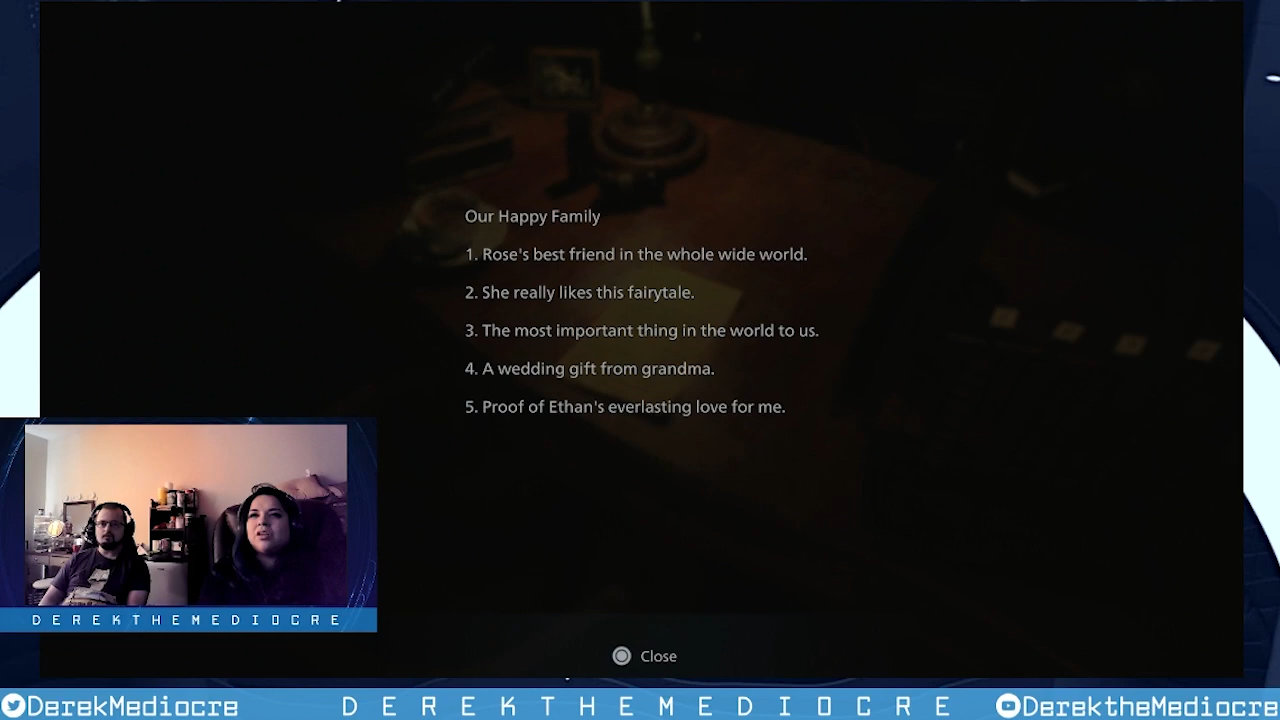 Our Happy Family
1. Rose's best friend in the whole wide world.
2. She really likes this fairytale.
3. The most important thing in the world to us.
4. A wedding gift from grandma.
5. Proof of Ethan's everlasting love for me.
DEREKTHEMEDIOCRE
Close
DerekMediocre
DEREKTHEMEDIOCRE
DerektheMediocre